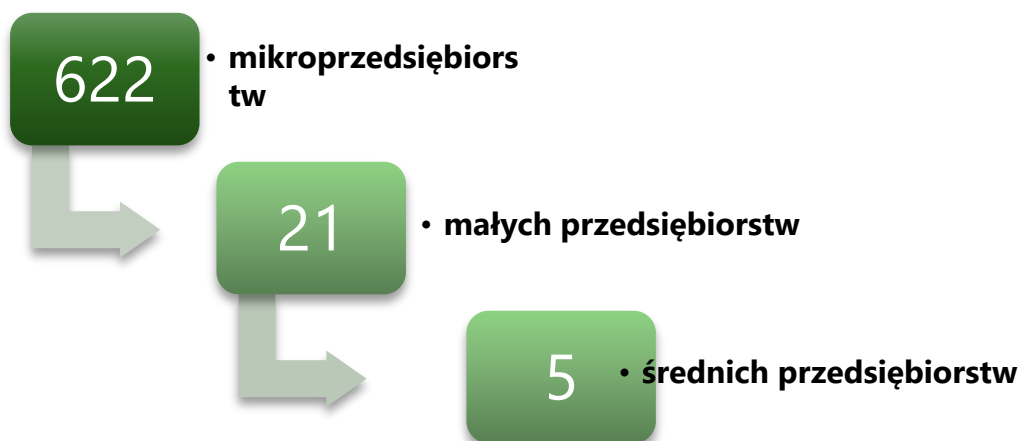 622
• mikroprzedsiębiors
tw
21
• małych przedsiębiorstw
5
• średnich przedsiębiorstw